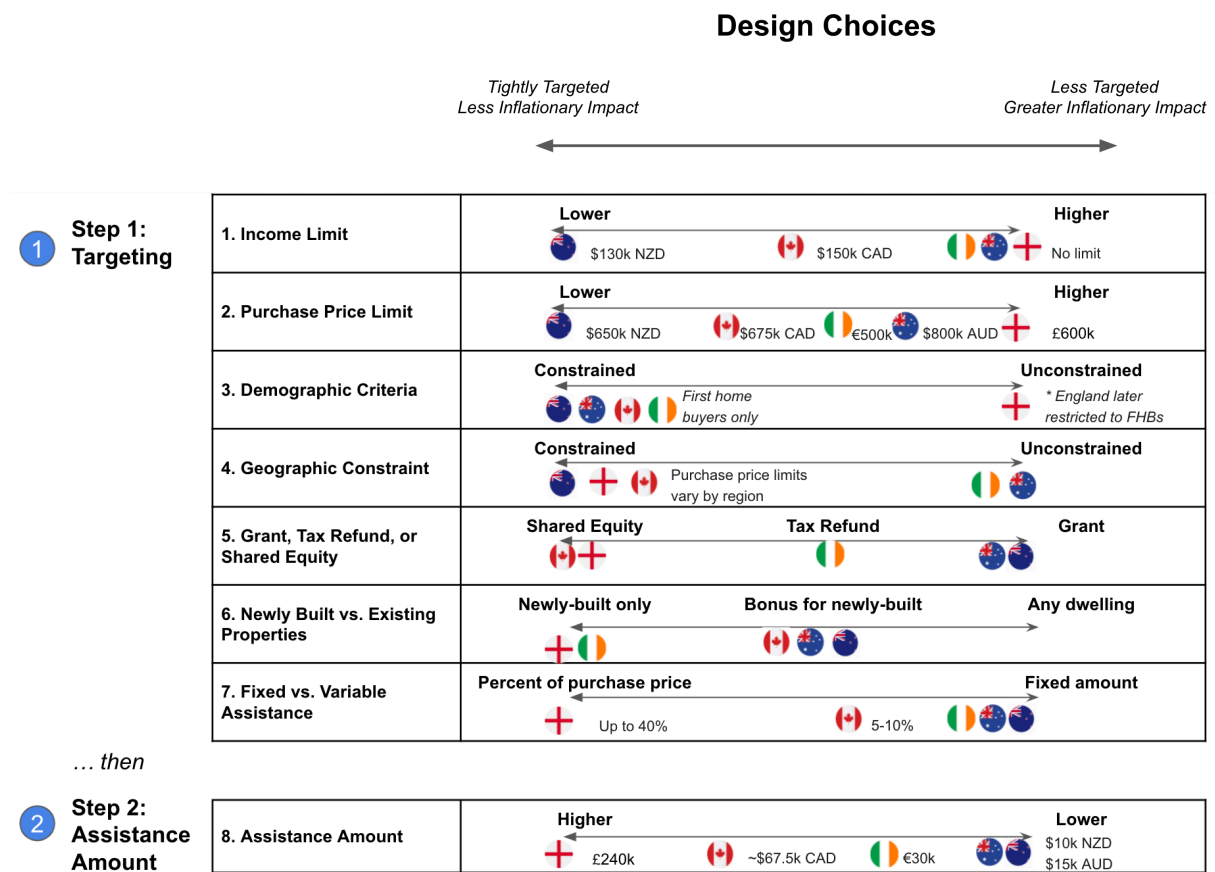 Design Choices
Tightly Targeted
Less Inflationary Impact
Less Targeted
Greater Inflationary Impact
1
Step 1:
Targeting
1. Income Limit
Lower
Higher
$130k NZD
$150k CAD
No limit
2. Purchase Price Limit
Lower
Higher
$650k NZD
$675k CAD
€500k
$800k AUD
£600k
3. Demographic Criteria
Constrained
Unconstrained
First home
buyers only
* England later
restricted to FHBs
4. Geographic Constraint
Constrained
Unconstrained
Purchase price limits
vary by region
5. Grant, Tax Refund, or
Shared Equity
Shared Equity
Tax Refund
Grant
6. Newly Built vs. Existing
Properties
Newly-built only
Bonus for newly-built
Any dwelling
7. Fixed vs. Variable
Assistance
Percent of purchase price
Fixed amount
Up to 40%
5-10%
… then
2
Step 2:
Assistance
Amount
8. Assistance Amount
Higher
Lower
£240k
~$67.5k CAD
€30k
$10k NZD
$15k AUD